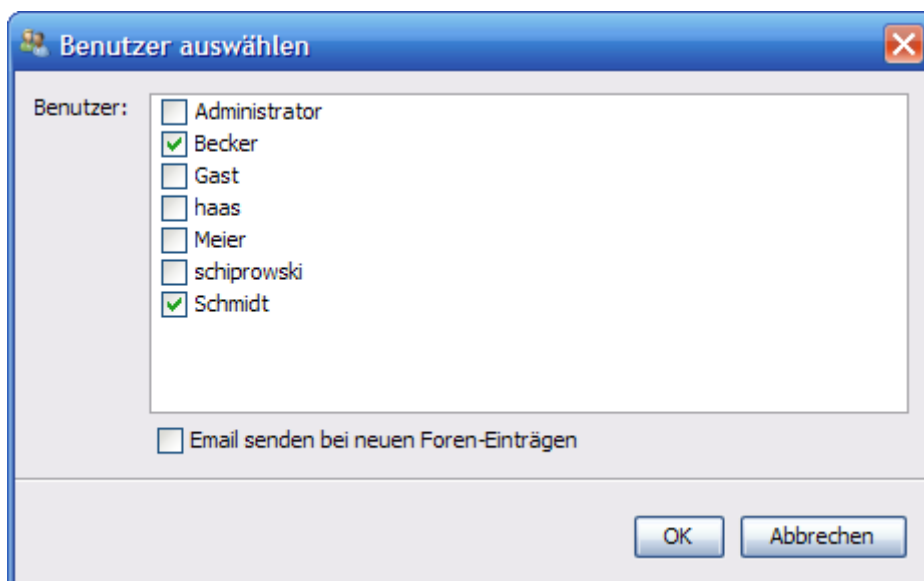 Benutzer auswählen
Benutzer:
Administrator
Becker
Gast
haas
Meier
schiprowski
Schmidt
Email senden bei neuen Foren-Einträgen
OK Abbrechen